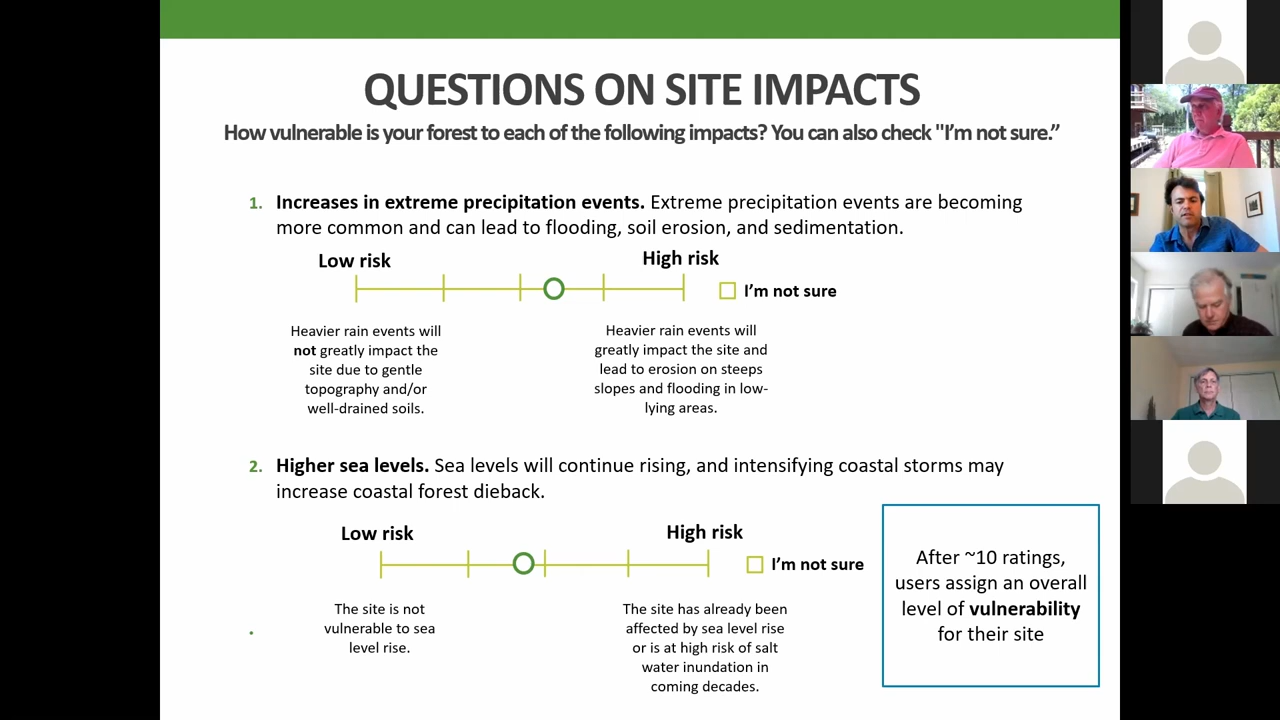 QUESTIONS ON SITE IMPACTS
How vulnerable is your forest to each of the following impacts? You can also check "I'm not sure.”
1. Increases in extreme precipitation events. Extreme precipitation events are becoming
more common and can lead to flooding, soil erosion, and sedimentation.
Low risk
High risk
I'm not sure
Heavier rain events will
not greatly impact the
site due to gentle
topography and/or
well-drained soils.
Heavier rain events will
greatly impact the site and
lead to erosion on steeps
slopes and flooding in low-
lying areas.
2. Higher sea levels. Sea levels will continue rising, and intensifying coastal storms may
increase coastal forest dieback.
Low risk
High risk
I'm not sure
The site is not
vulnerable to sea
level rise.
The site has already been
affected by sea level rise
or is at high risk of salt
water inundation in
coming decades.
After ~10 ratings,
users assign an overall
level of vulnerability
for their site